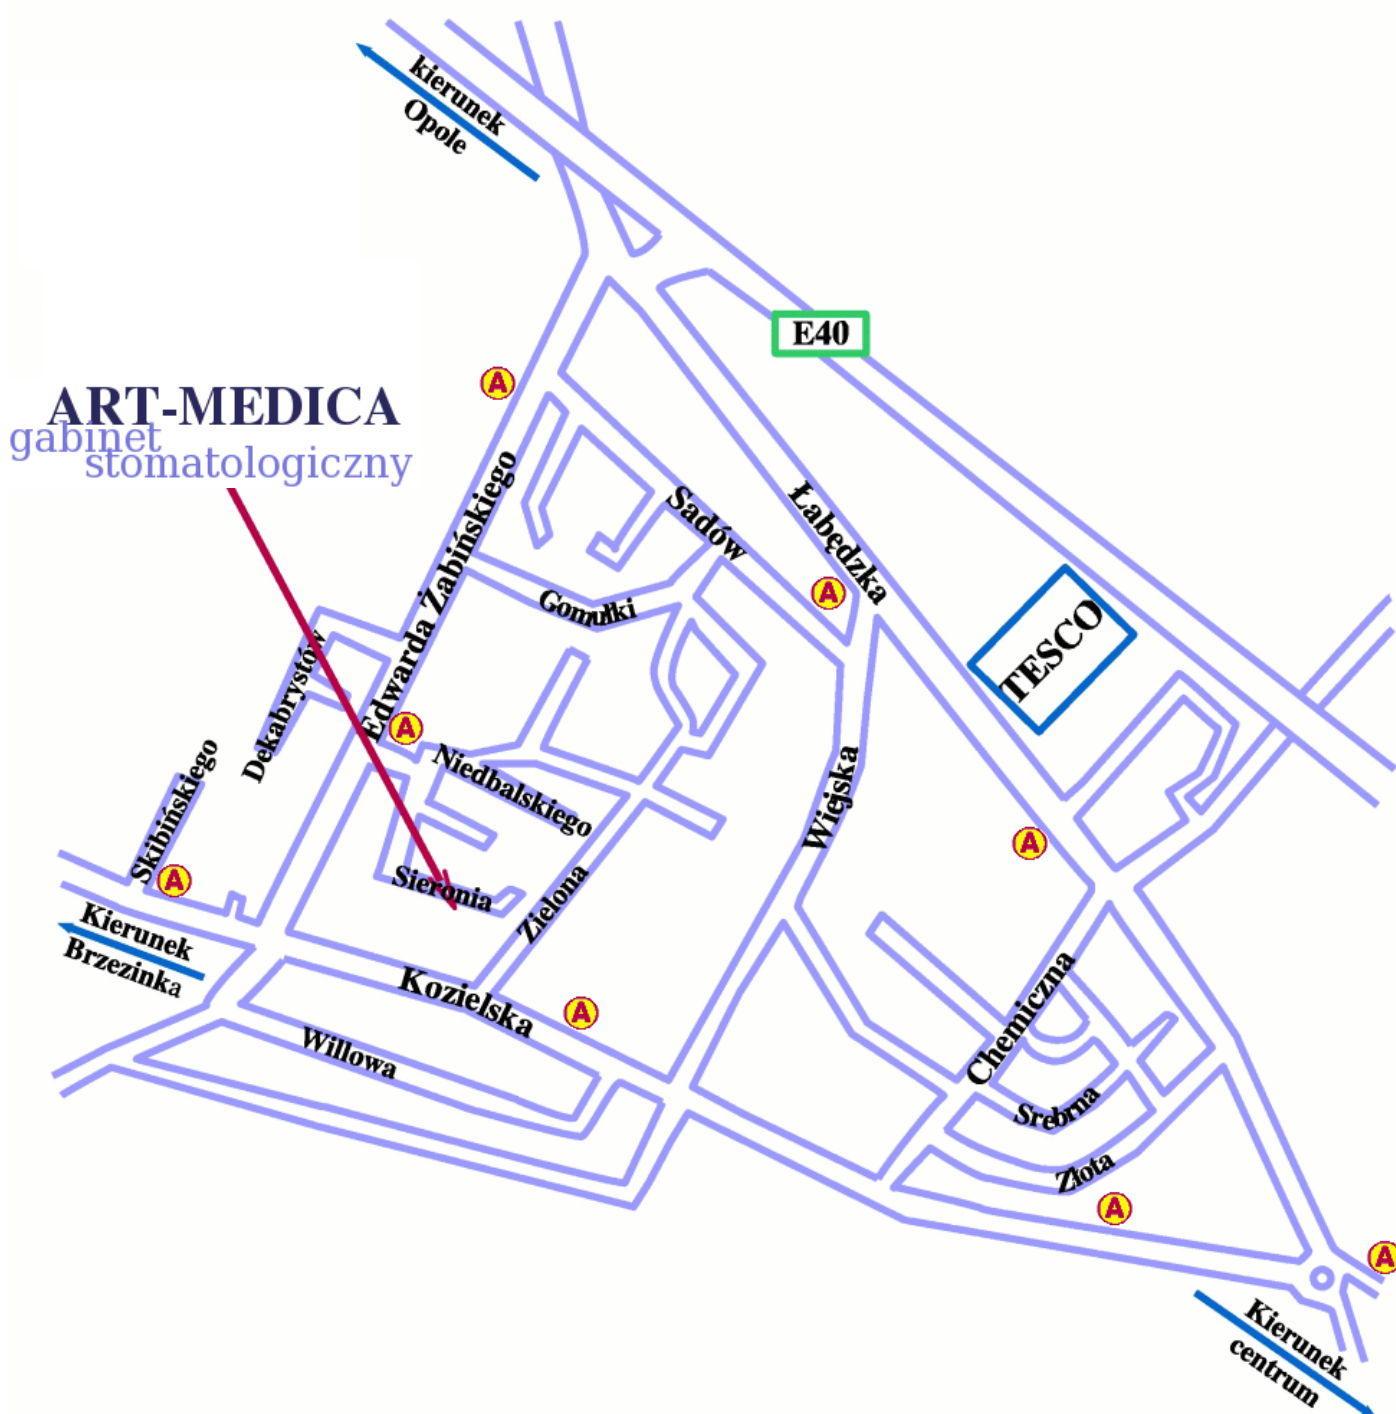 kierunek
Opole
E40
A
ART-MEDICA
gabinet
stomatologiczny
Edwarda Żabińskiego
Sadów
Łabędzka
A
Gomułki
TESCO
Dekabrystów
A
Skibińskiego
Niedbalskiego
Wiejska
A
A
Sieronia
Zielona
Kierunek
Brzezinka
Kozielska
A
Chemiczna
Willowa
Srebrna
Złota
A
A
Kierunek
centrum